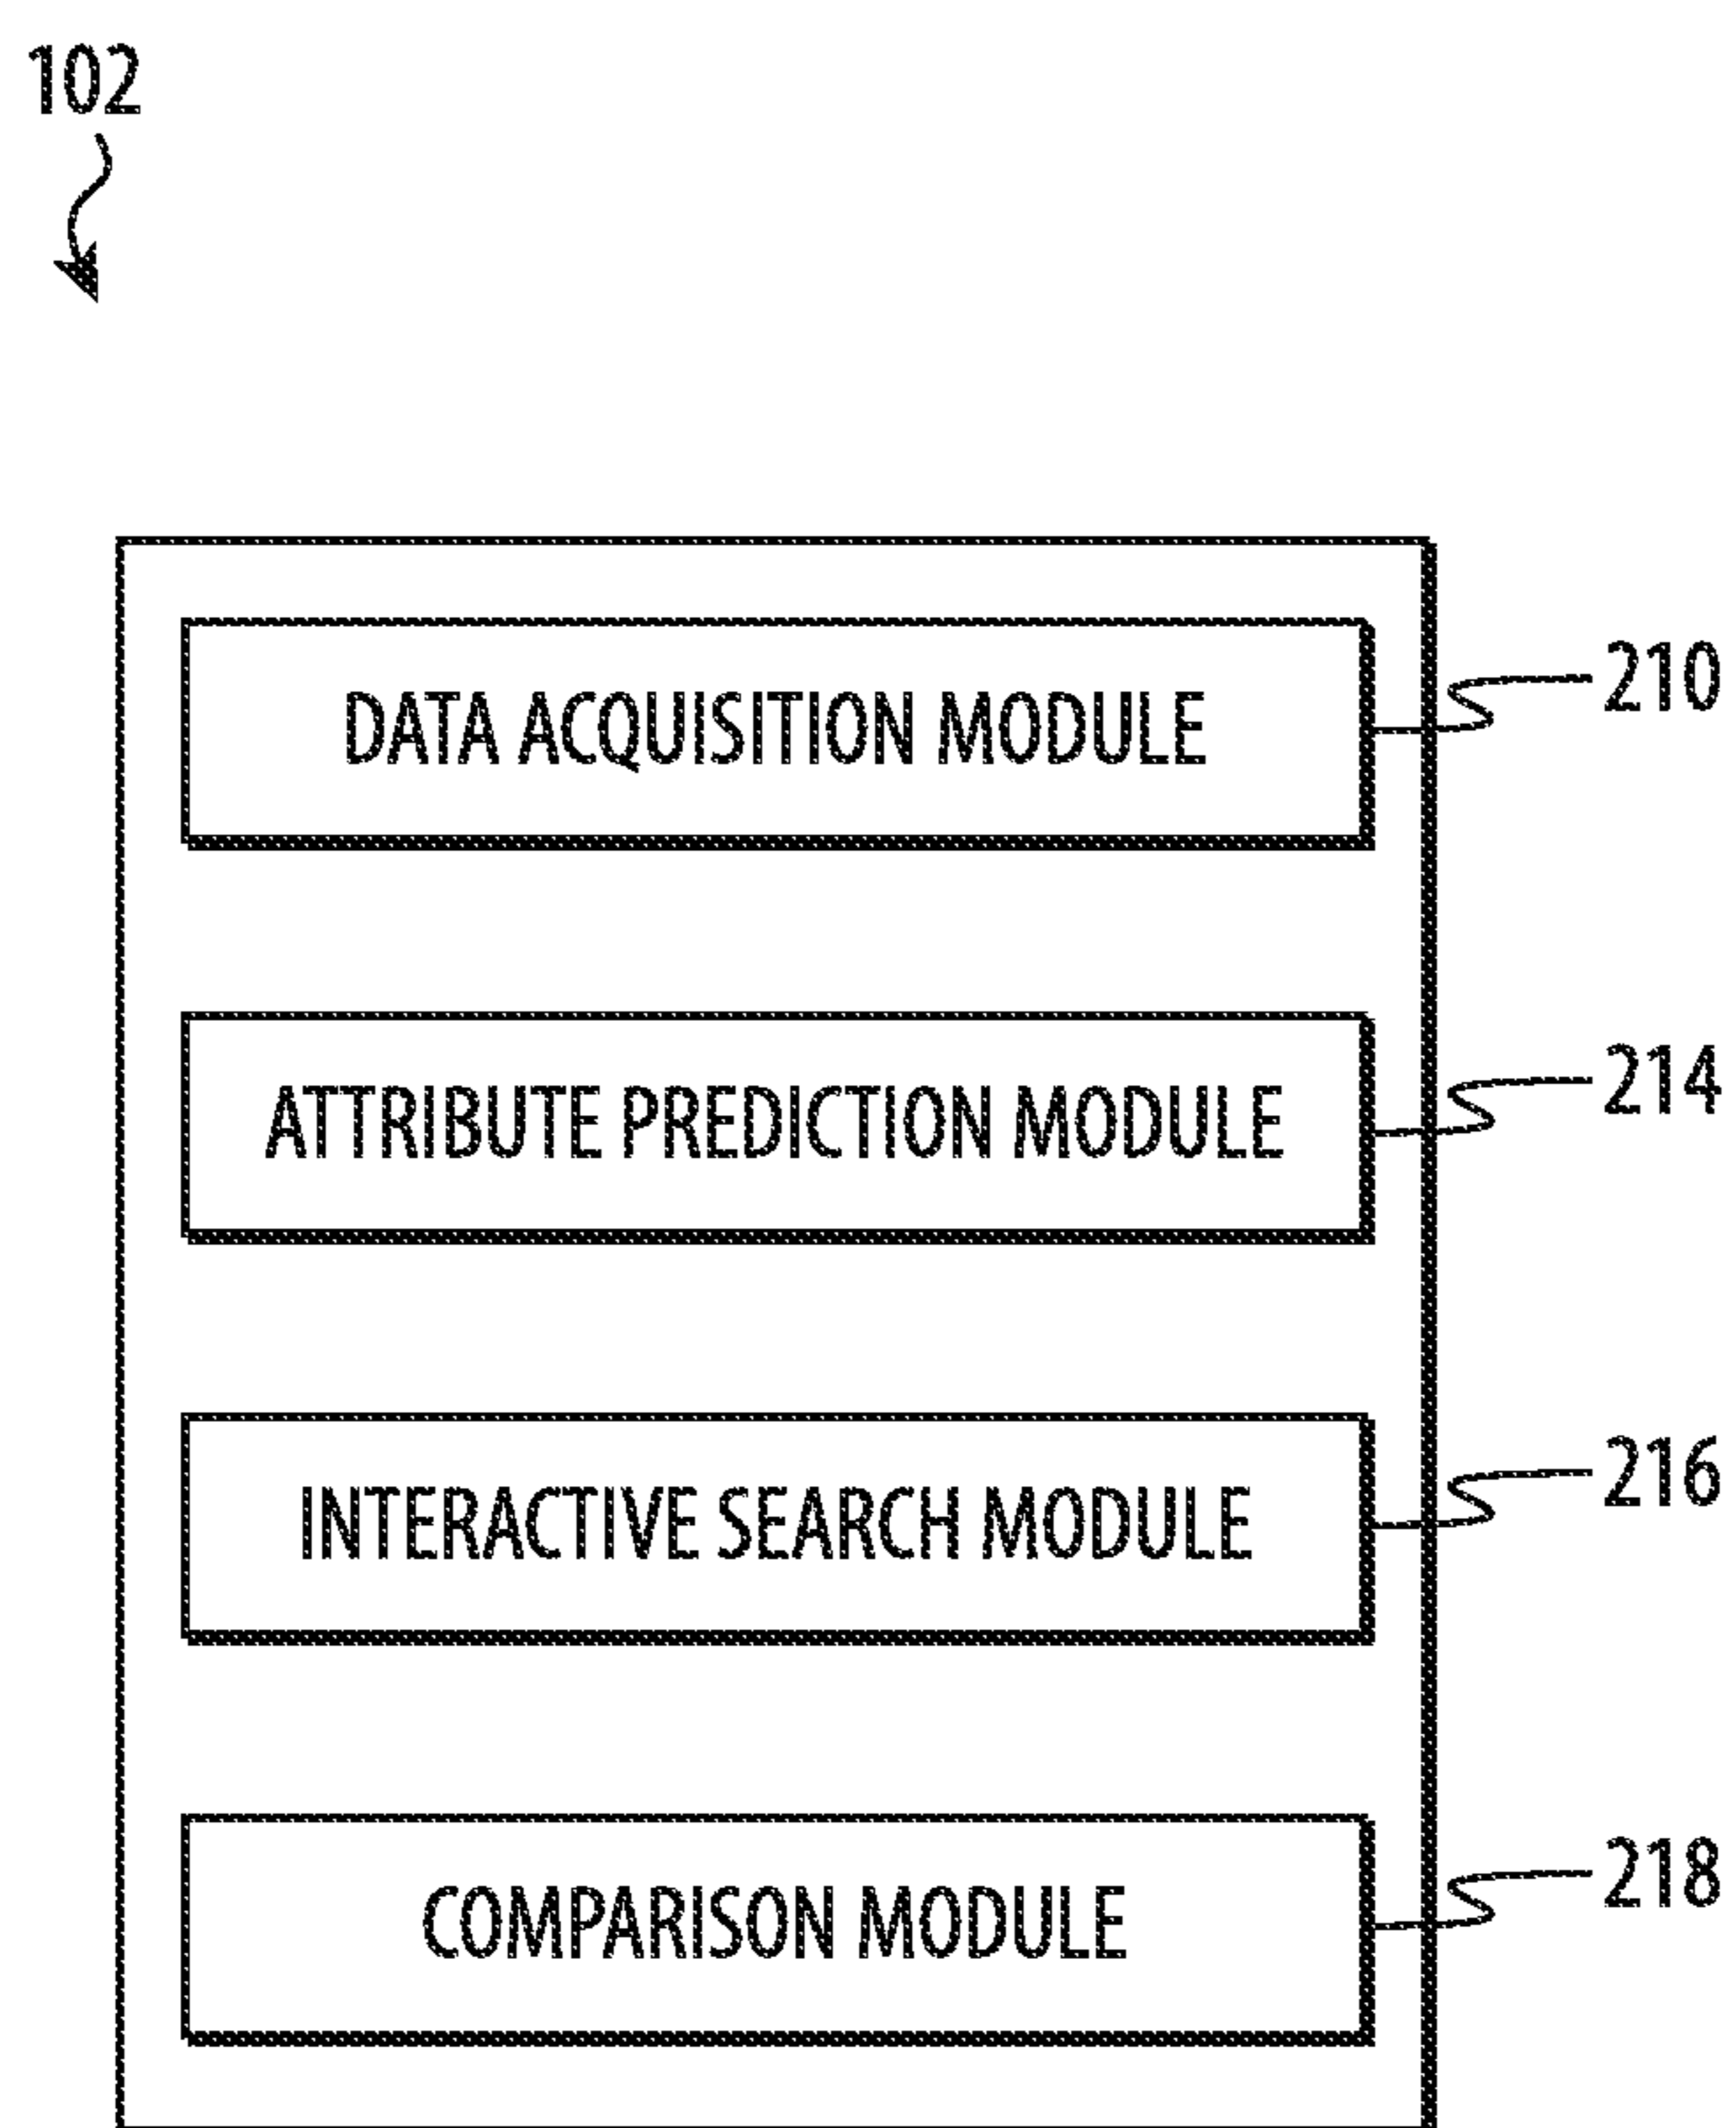 102
DATA ACQUISITION MODULE
210
ATTRIBUTE PREDICTION MODULE
214
INTERACTIVE SEARCH MODULE
216
COMPARISON MODULE
218